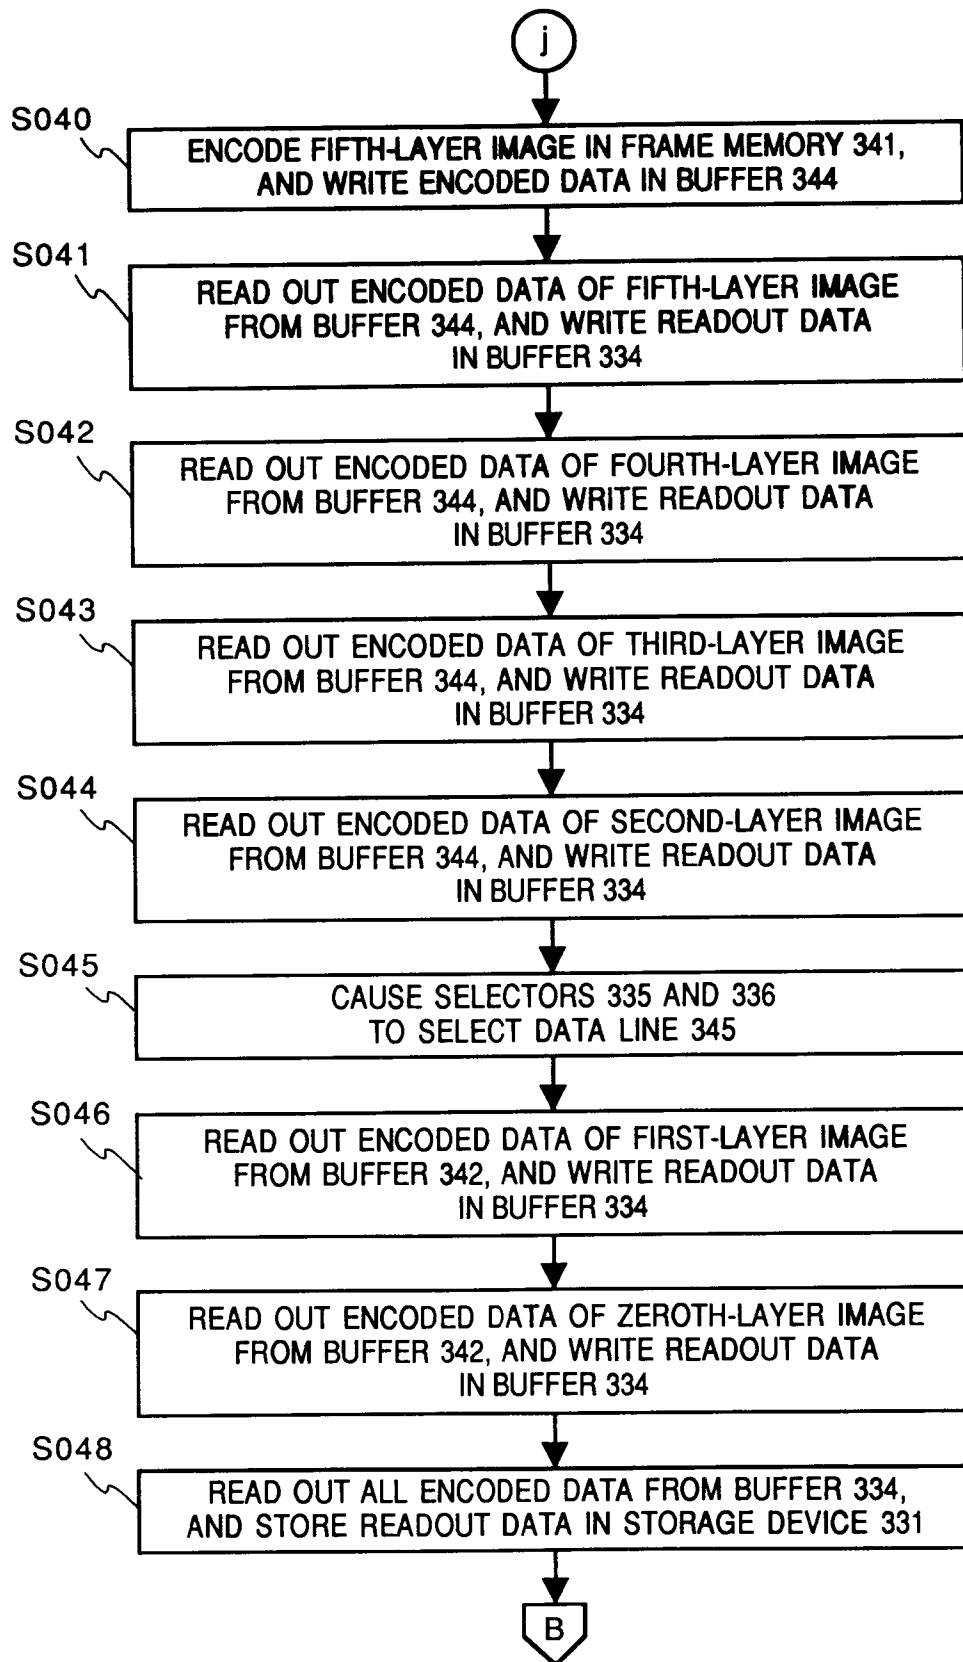 j
S040
ENCODE FIFTH-LAYER IMAGE IN FRAME MEMORY 341,
AND WRITE ENCODED DATA IN BUFFER 344
S041
READ OUT ENCODED DATA OF FIFTH-LAYER IMAGE
FROM BUFFER 344, AND WRITE READOUT DATA
IN BUFFER 334
S042
READ OUT ENCODED DATA OF FOURTH-LAYER IMAGE
FROM BUFFER 344, AND WRITE READOUT DATA
IN BUFFER 334
S043
READ OUT ENCODED DATA OF THIRD-LAYER IMAGE
FROM BUFFER 344, AND WRITE READOUT DATA
IN BUFFER 334
S044
READ OUT ENCODED DATA OF SECOND-LAYER IMAGE
FROM BUFFER 344, AND WRITE READOUT DATA
IN BUFFER 334
S045
CAUSE SELECTORS 335 AND 336
TO SELECT DATA LINE 345
S046
READ OUT ENCODED DATA OF FIRST-LAYER IMAGE
FROM BUFFER 342, AND WRITE READOUT DATA
IN BUFFER 334
S047
READ OUT ENCODED DATA OF ZEROTH-LAYER IMAGE
FROM BUFFER 342, AND WRITE READOUT DATA
IN BUFFER 334
S048
READ OUT ALL ENCODED DATA FROM BUFFER 334,
AND STORE READOUT DATA IN STORAGE DEVICE 331
B